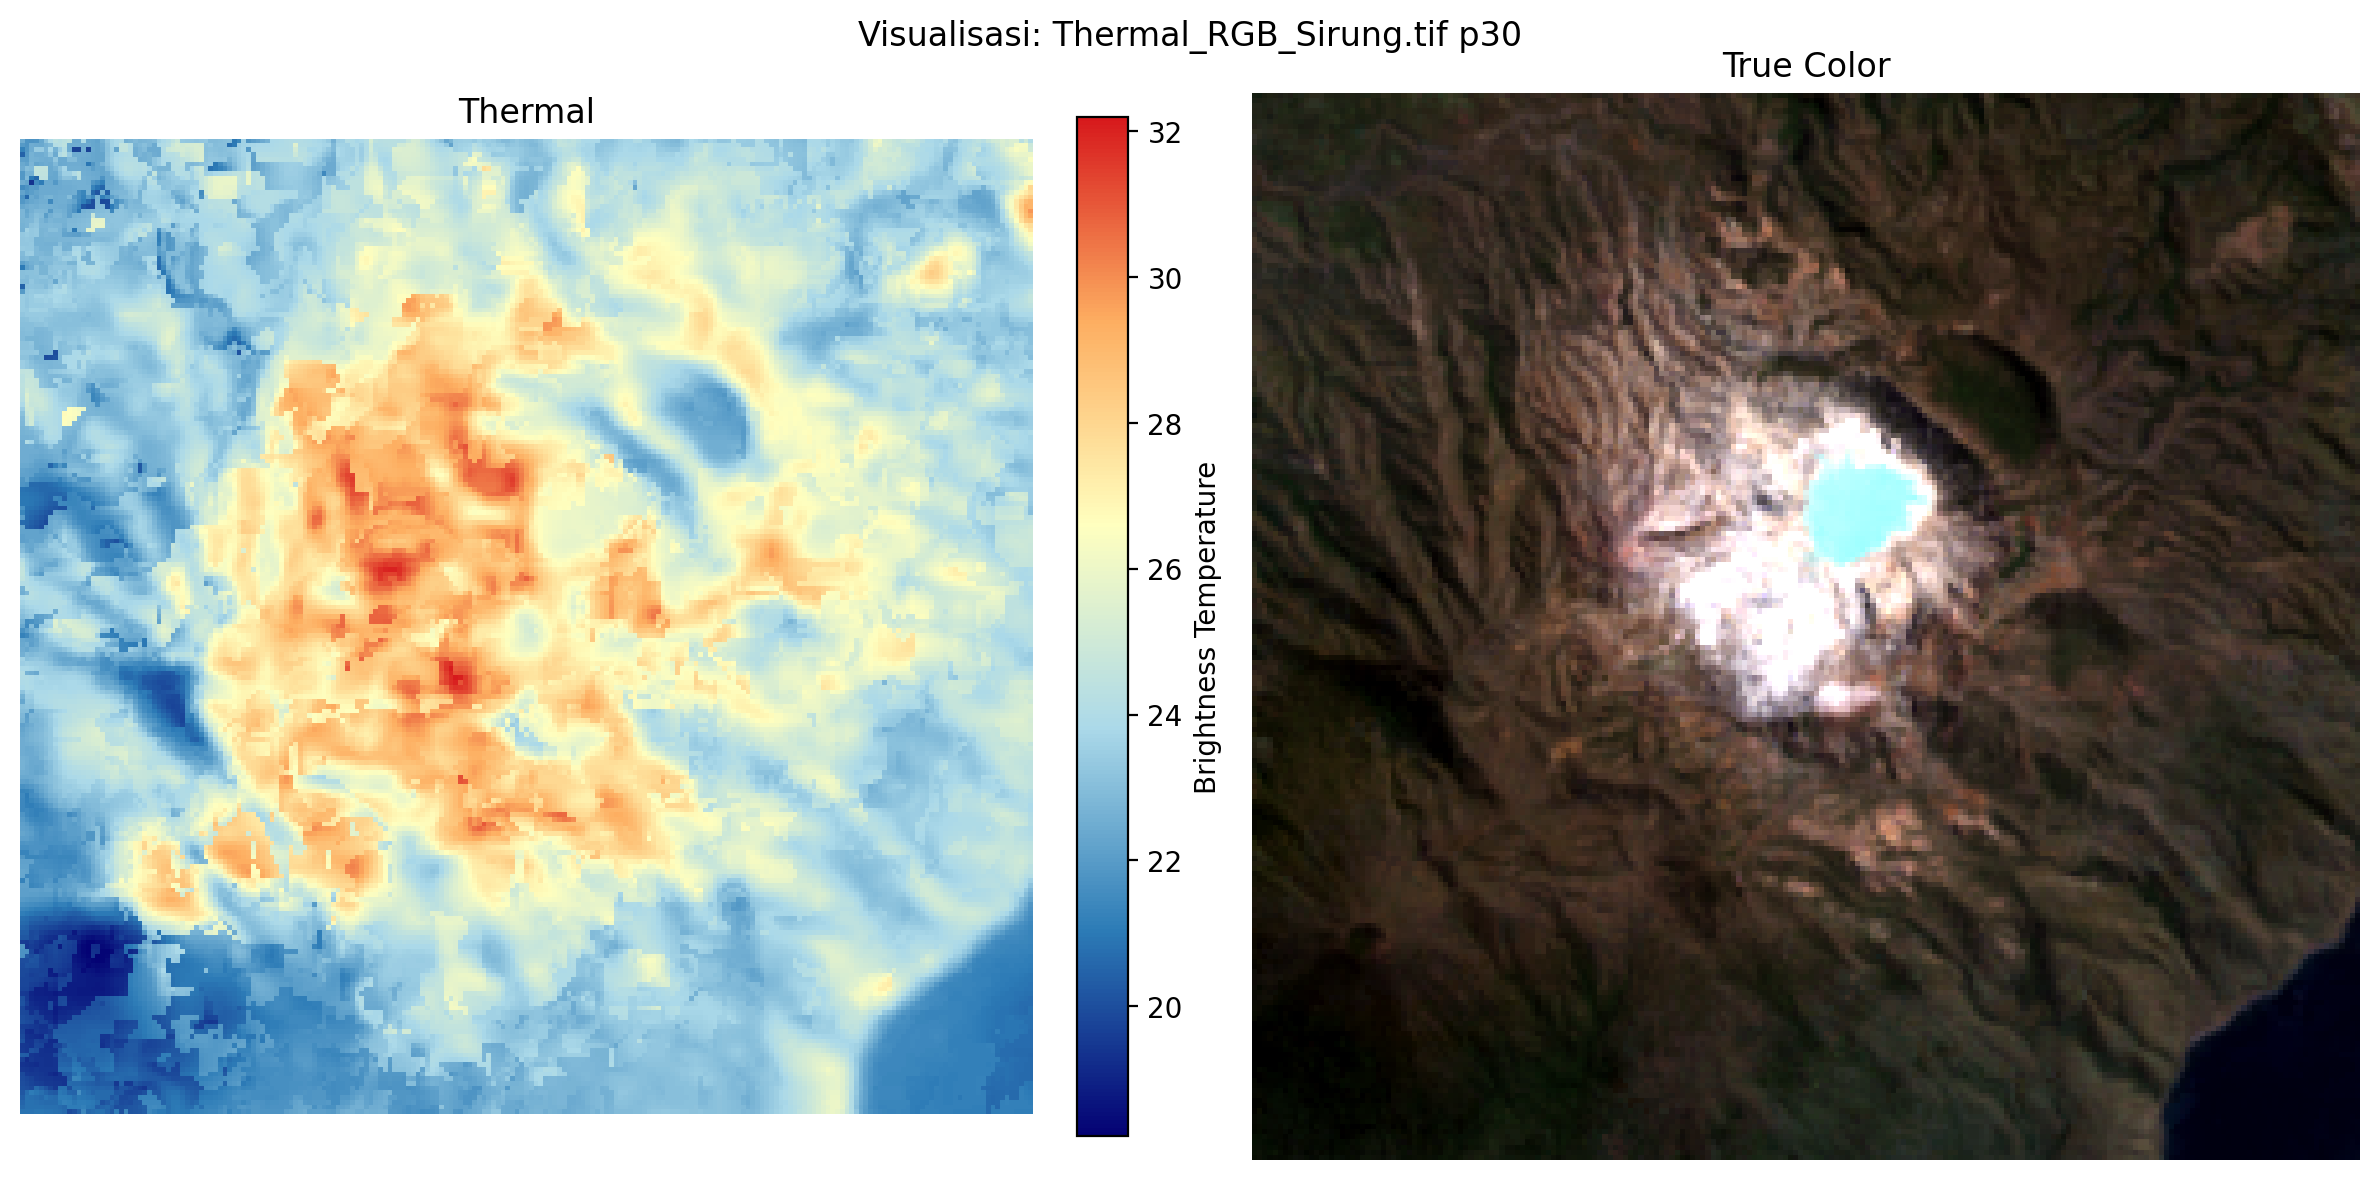 Visualisasi: Thermal_RGB_Sirung.tif p30
Thermal
True Color
32
30
28
26
24
22
20
Brightness Temperature